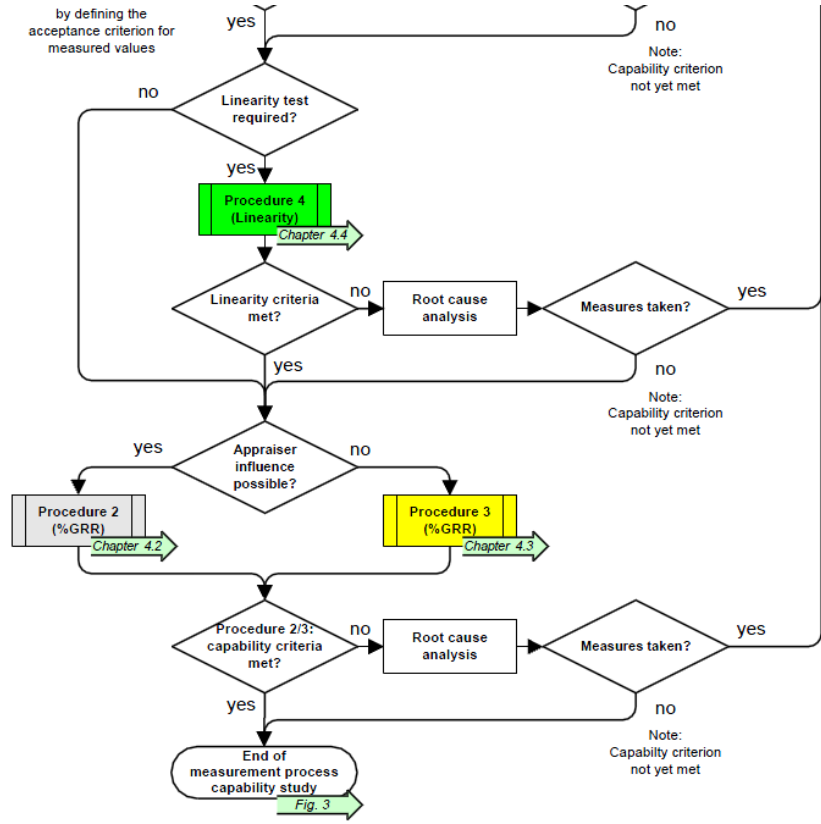 by defining the
acceptance criterion for
measured values
yes
no
Note:
Capability criterion
not yet met
no
Linearity test
required?
yes
Procedure 4
(Linearity)
Chapter 4.4
Linearity criteria
met?
no
Root cause
analysis
Measures taken?
yes
yes
no
Note:
Capability criterion
not yet met
yes
Appraiser
influence
possible?
no
Procedure 2
(%GRR)
Chapter 4.2
Procedure 3
(%GRR)
Chapter 4.3
Procedure 2/3:
capability criteria
met?
no
Root cause
analysis
Measures taken?
yes
yes
no
Note:
Capabilty criterion
not yet met
End of
measurement process
capability study
Fig. 3